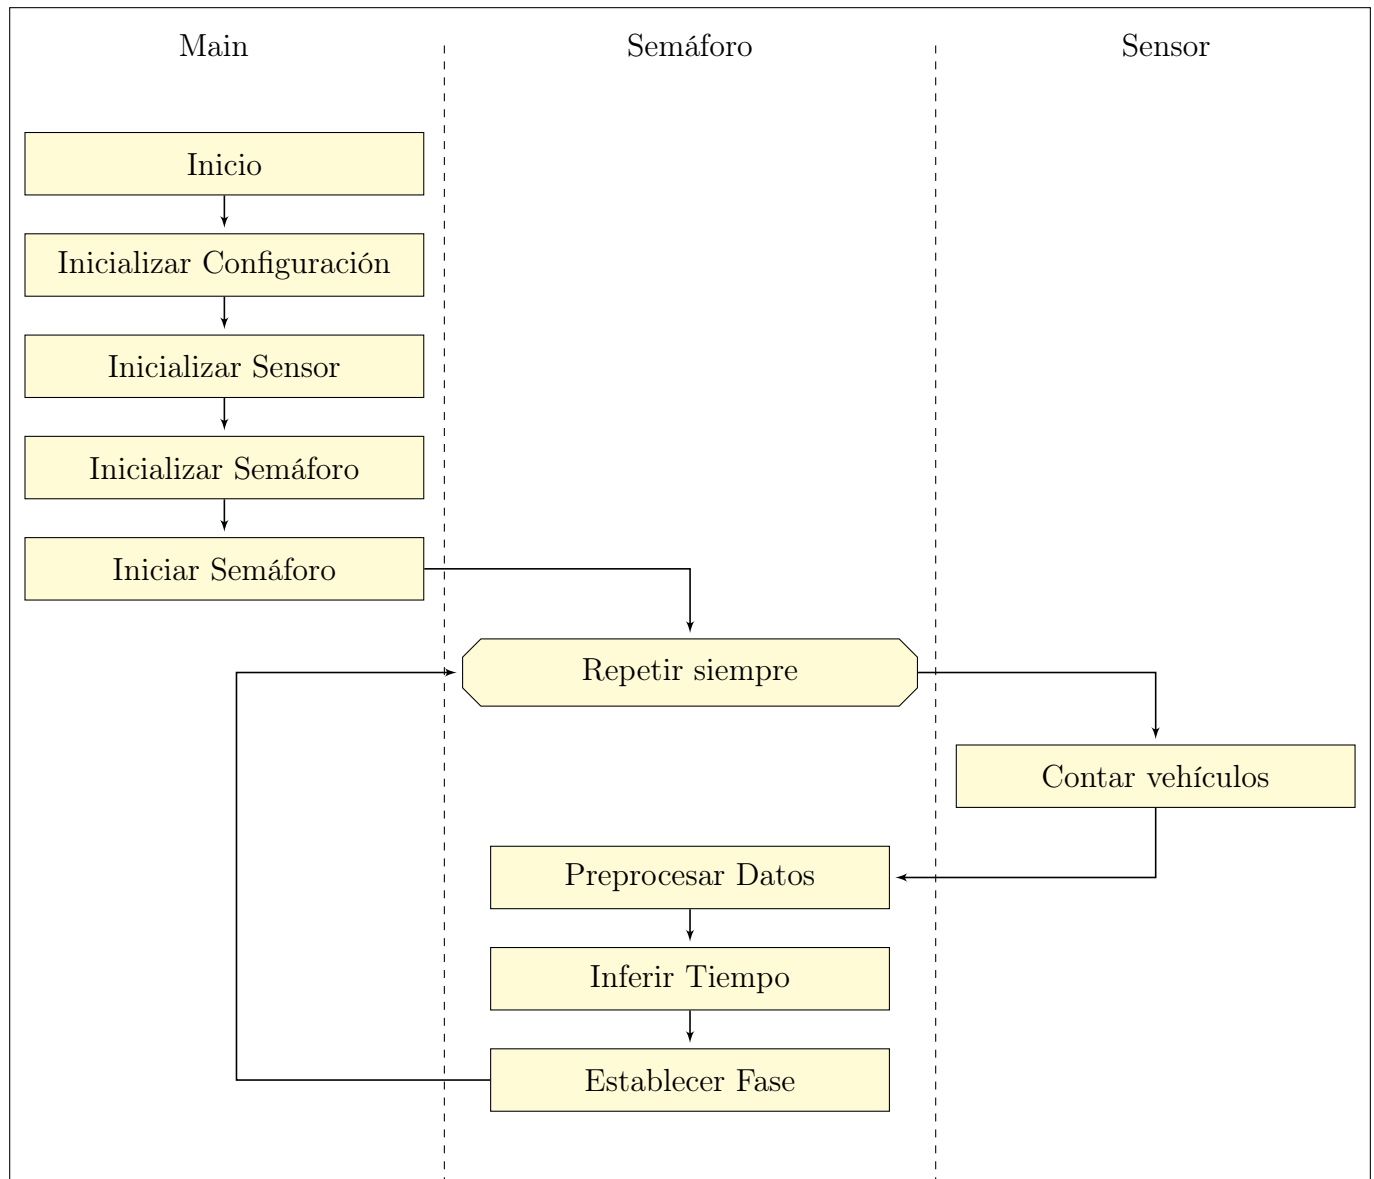 Main
Semáforo
Sensor
Inicio
Inicializar Configuración
Inicializar Sensor
Inicializar Semáforo
Iniciar Semáforo
Repetir siempre
Contar vehículos
Preprocesar Datos
Inferir Tiempo
Establecer Fase